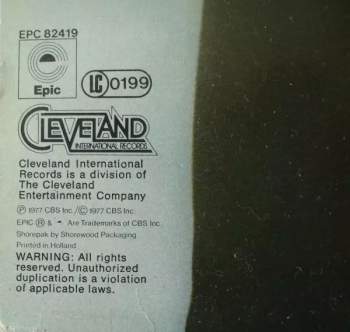 EPC 82419
Epic
LC 0199
CLEVELAND
INTERNATIONAL RECORDS
Cleveland International
Records is a division of
The Cleveland
Entertainment Company
Ⓟ 1977 CBS Inc./© 1977 CBS Inc.
EPIC ® & Are Trademarks of CBS Inc.
Shorepak by Shorewood Packaging
Printed in Holland
WARNING: All rights
reserved. Unauthorized
duplication is a violation
of applicable laws.